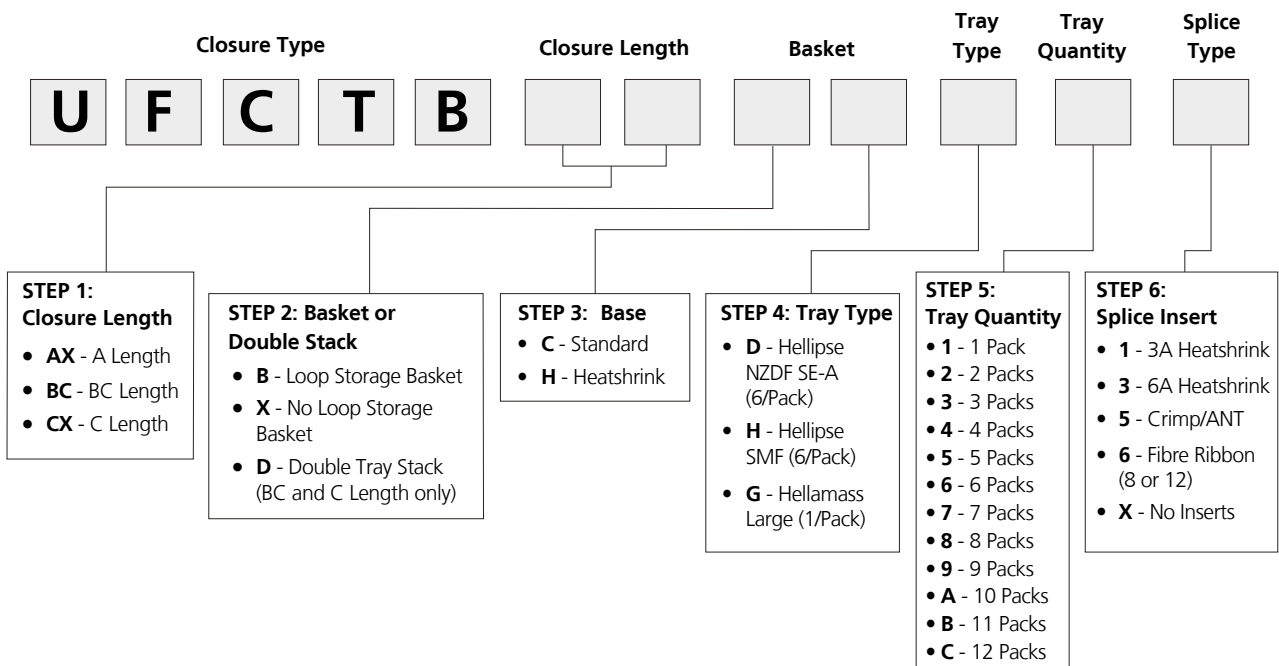 Closure Type
Closure Length
Basket
Tray
Type
Tray
Quantity
Splice
Type
U F C T B
STEP 1:
Closure Length
• AX - A Length
• BC - BC Length
• CX - C Length
STEP 2: Basket or
Double Stack
• B - Loop Storage Basket
• X - No Loop Storage
Basket
• D - Double Tray Stack
(BC and C Length only)
STEP 3: Base
• C - Standard
• H - Heatshrink
STEP 4: Tray Type
• D - Hellipse
NZDF SE-A
(6/Pack)
• H - Hellipse
SMF (6/Pack)
• G - Hellamass
Large (1/Pack)
STEP 5:
Tray Quantity
• 1 - 1 Pack
• 2 - 2 Packs
• 3 - 3 Packs
• 4 - 4 Packs
• 5 - 5 Packs
• 6 - 6 Packs
• 7 - 7 Packs
• 8 - 8 Packs
• 9 - 9 Packs
• A - 10 Packs
• B - 11 Packs
• C - 12 Packs
STEP 6:
Splice Insert
• 1 - 3A Heatshrink
• 3 - 6A Heatshrink
• 5 - Crimp/ANT
• 6 - Fibre Ribbon
(8 or 12)
• X - No Inserts